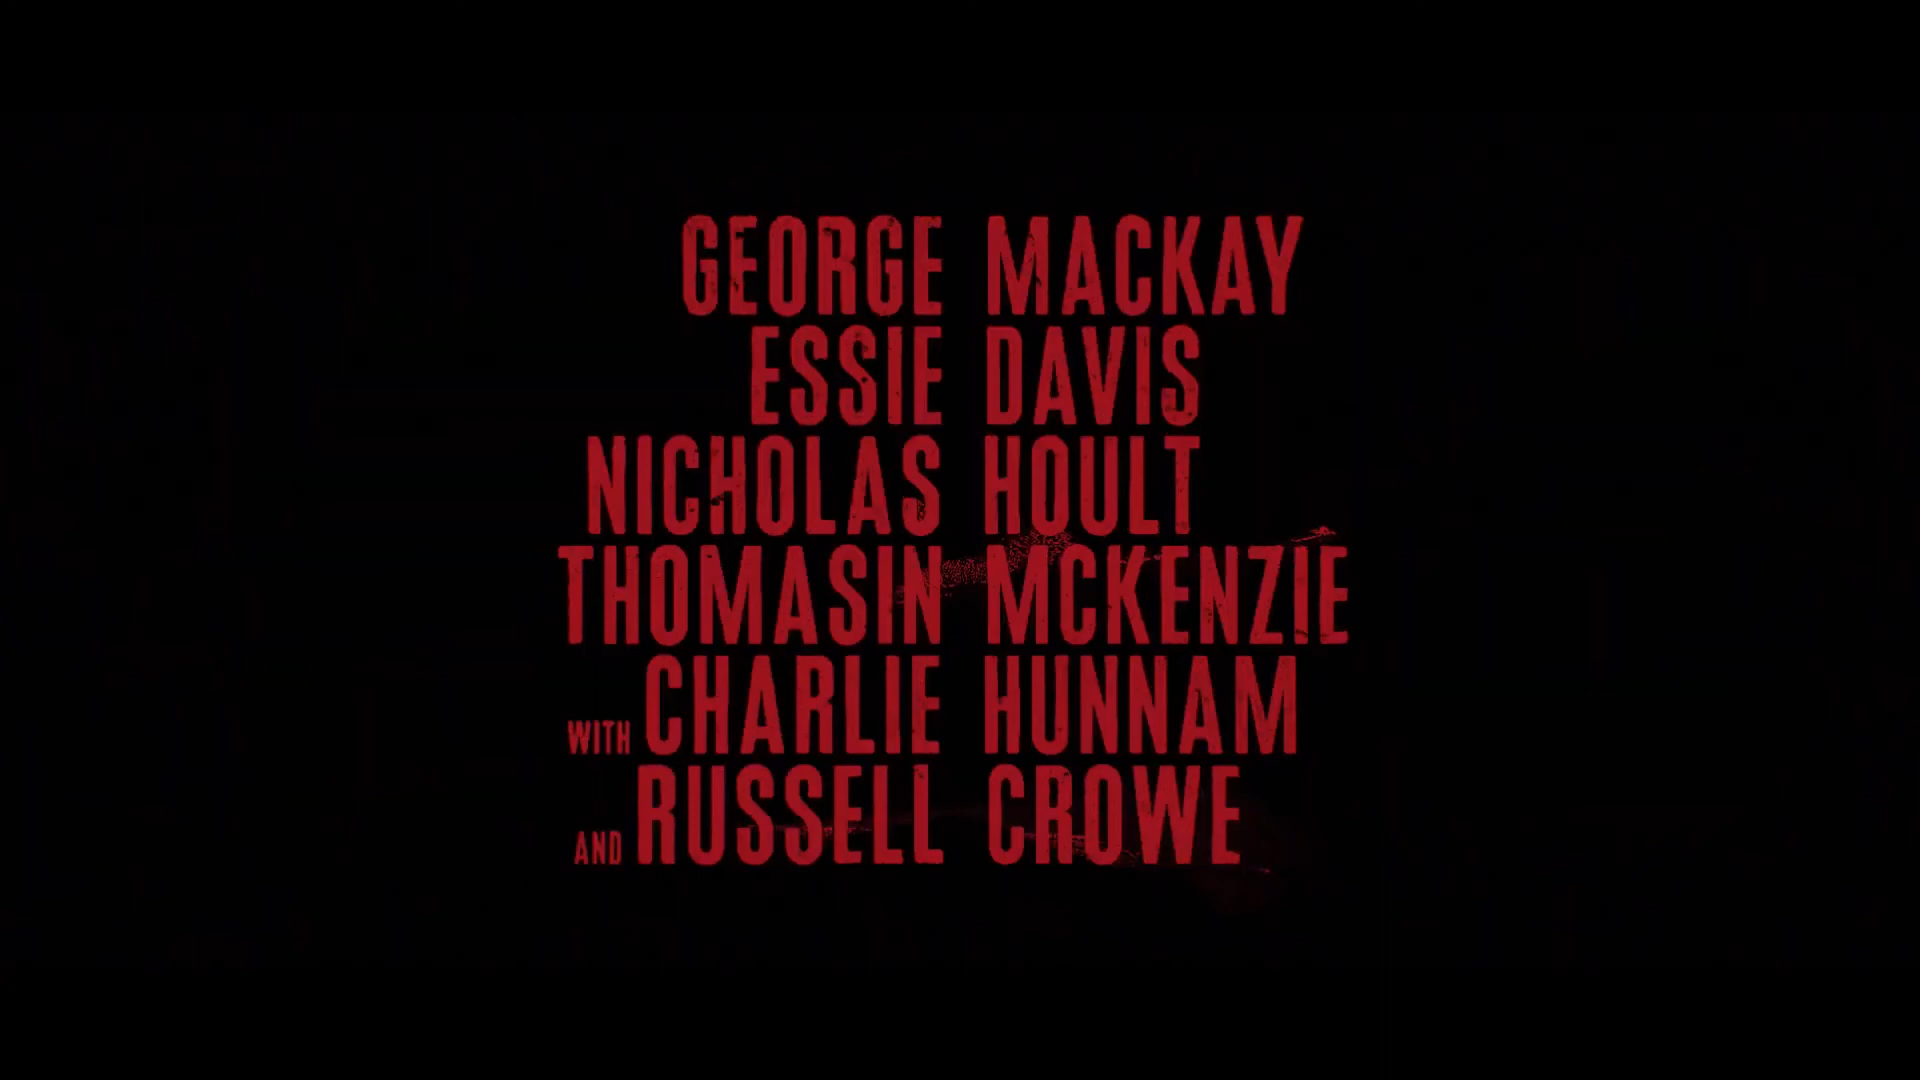 GEORGE MACKAY
ESSIE DAVIS
NICHOLAS HOULT
THOMASIN MCKENZIE
WITH CHARLIE HUNNAM
AND RUSSELL CROWE